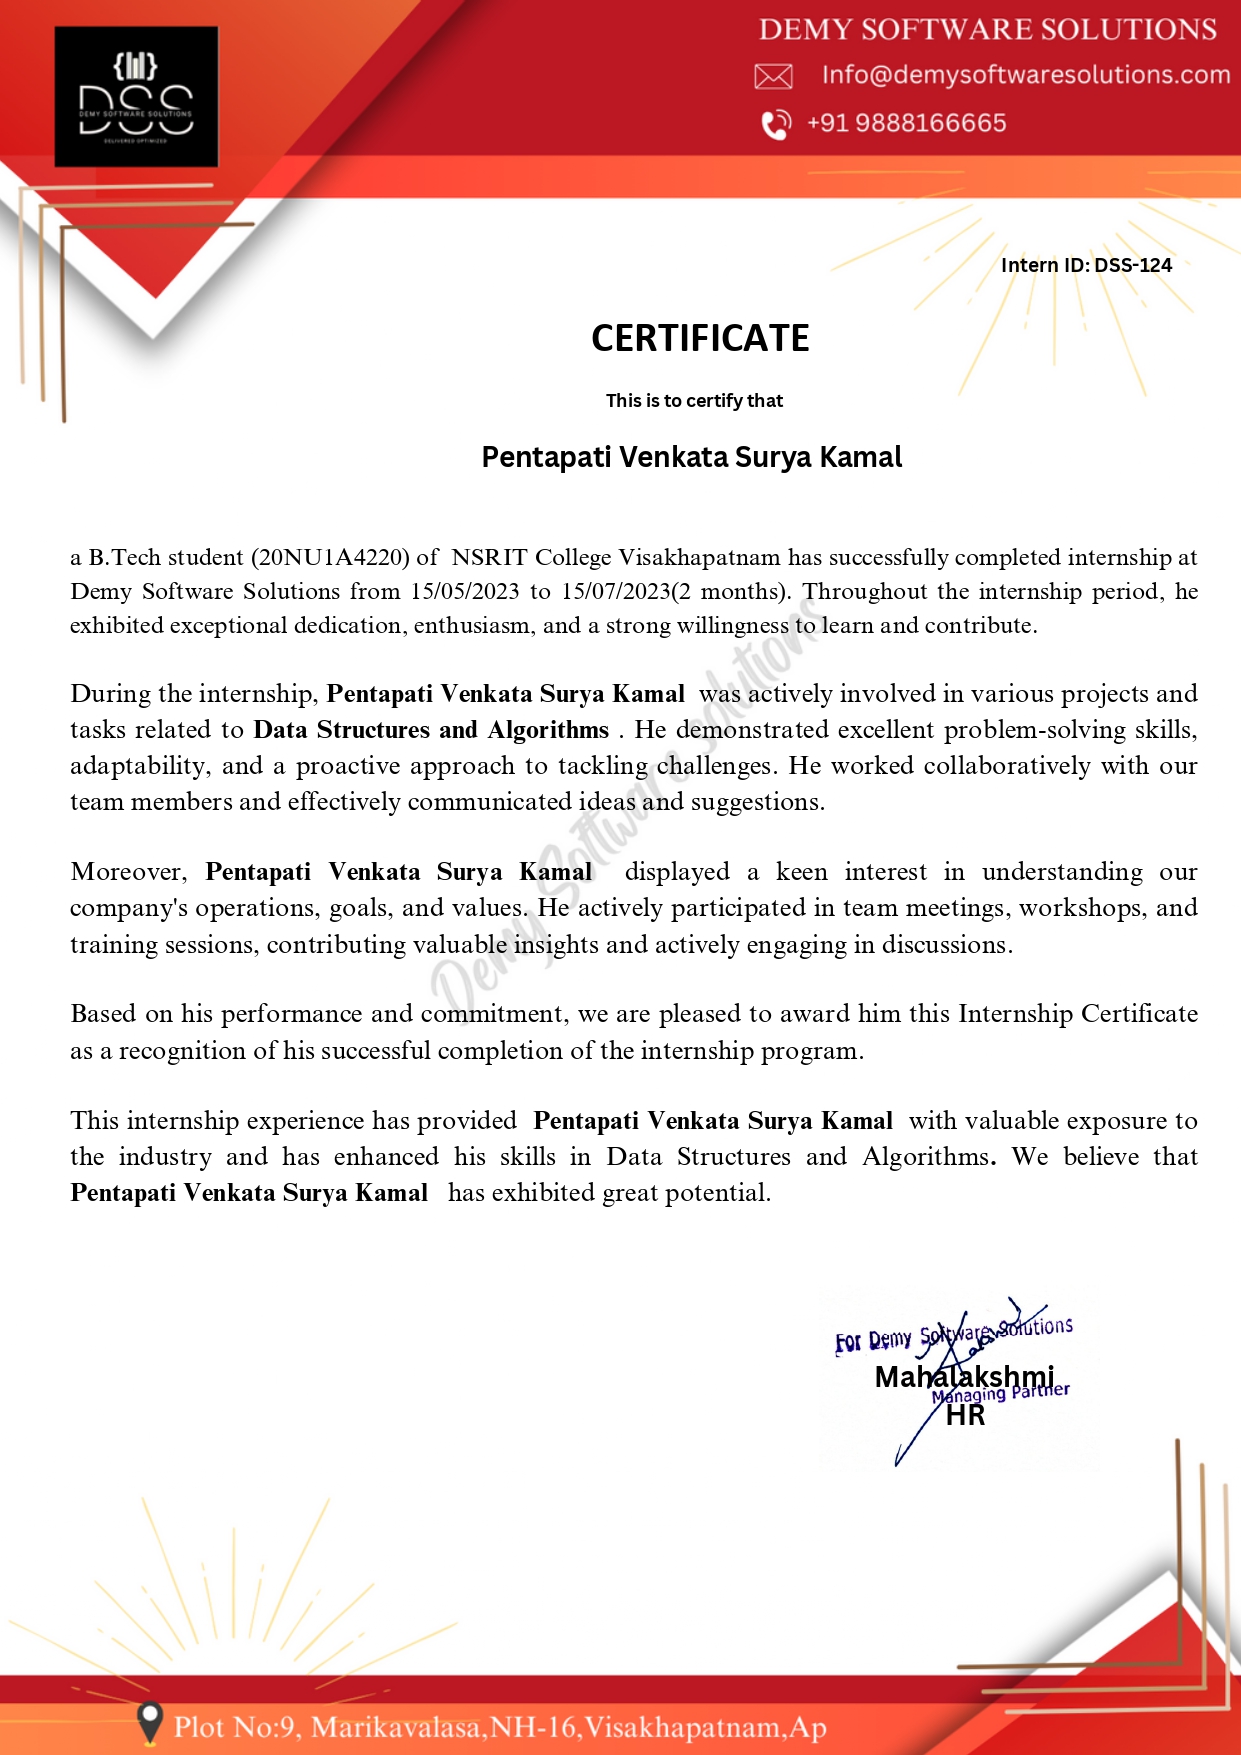 DEMY SOFTWARE SOLUTIONS
Info@demysoftwaresolutions.com
+91 9888166665
{|||}
DSS
DEMY SOFTWARE SOLUTIONS
DELIVERED OPTIMIZED
Intern ID: DSS-124
CERTIFICATE
This is to certify that
Pentapati Venkata Surya Kamal
a B.Tech student (20NU1A4220) of NSRIT College Visakhapatnam has successfully completed internship at
Demy Software Solutions from 15/05/2023 to 15/07/2023(2 months). Throughout the internship period, he
exhibited exceptional dedication, enthusiasm, and a strong willingness to learn and contribute.
During the internship, Pentapati Venkata Surya Kamal was actively involved in various projects and
tasks related to Data Structures and Algorithms . He demonstrated excellent problem-solving skills,
adaptability, and a proactive approach to tackling challenges. He worked collaboratively with our
team members and effectively communicated ideas and suggestions.
Moreover, Pentapati Venkata Surya Kamal displayed a keen interest in understanding our
company's operations, goals, and values. He actively participated in team meetings, workshops, and
training sessions, contributing valuable insights and actively engaging in discussions.
Based on his performance and commitment, we are pleased to award him this Internship Certificate
as a recognition of his successful completion of the internship program.
This internship experience has provided Pentapati Venkata Surya Kamal with valuable exposure to
the industry and has enhanced his skills in Data Structures and Algorithms. We believe that
Pentapati Venkata Surya Kamal has exhibited great potential.
Demy Software solutions
For Demy Software Solutions
Mahalakshmi
Managing Partner
HR
Plot No:9, Marikavalasa,NH-16,Visakhapatnam,Ap